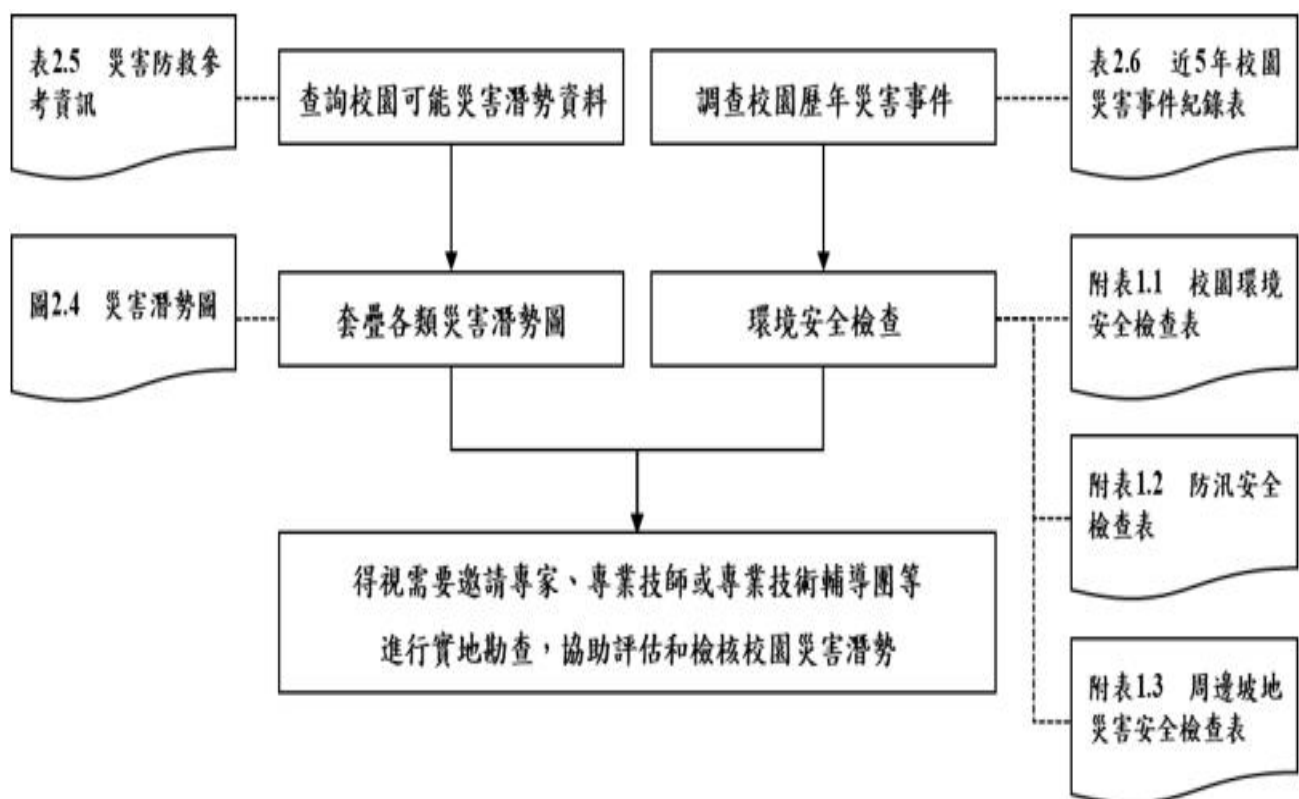 表2.5 災害防救參
考資訊
查詢校園可能災害潛勢資料
調查校園歷年災害事件
表2.6 近5年校園
災害事件紀錄表
圖2.4 災害潛勢圖
套疊各類災害潛勢圖
環境安全檢查
附表1.1 校園環境
安全檢查表
附表1.2 防汛安全
檢查表
得視需要邀請專家、專業技師或專業技術輔導團等
進行實地勘查，協助評估和檢核校園災害潛勢
附表1.3 周邊坡地
災害安全檢查表